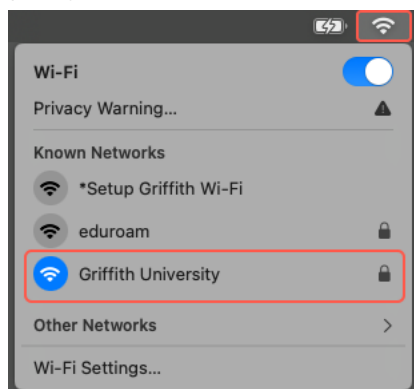 Wi-Fi
Privacy Warning...
Known Networks
*Setup Griffith Wi-Fi
eduroam
Griffith University
Other Networks
Wi-Fi Settings...